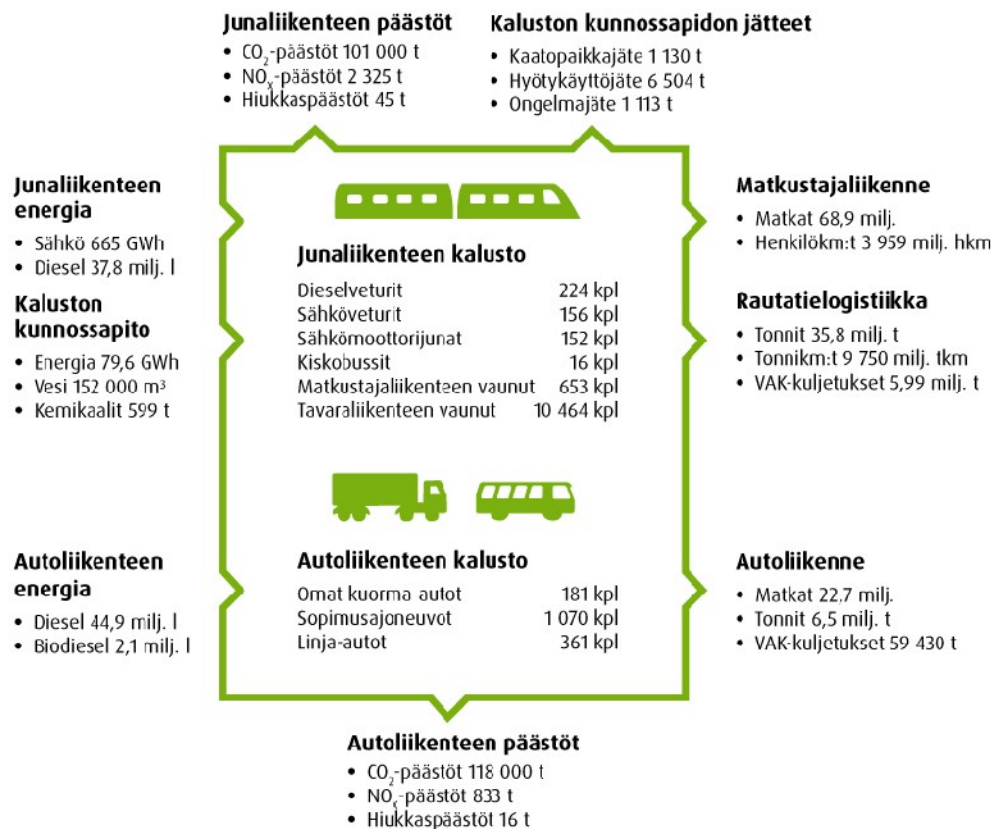 Junaliikenteen päästöt
• CO₂-päästöt 101 000 t
• NOₓ-päästöt 2 325 t
• Hiukkaspäästöt 45 t
Kaluston kunnossapidon jätteet
• Kaatopaikkajäte 1 130 t
• Hyötykäyttöjäte 6 504 t
• Ongelmajäte 1 113 t
Junaliikenteen
energia
• Sähkö 665 GWh
• Diesel 37,8 milj. l
Kaluston
kunnossapito
• Energia 79,6 GWh
• Vesi 152 000 m³
• Kemikaalit 599 t
Junaliikenteen kalusto
Dieselveturit 224 kpl
Sähköveturit 156 kpl
Sähkömoottorijunat 152 kpl
Kiskobussit 16 kpl
Matkustajaliikenteen vaunut 653 kpl
Tavaraliikenteen vaunut 10 464 kpl
Matkustajaliikenne
• Matkat 68,9 milj.
• Henkilökm:t 3 959 milj. hkm
Rautatielogistiikka
• Tonnit 35,8 milj. t
• Tonnikm:t 9 750 milj. tkm
• VAK-kuljetukset 5,99 milj. t
Autoliikenteen
energia
• Diesel 44,9 milj. l
• Biodiesel 2,1 milj. l
Autoliikenteen kalusto
Omat kuorma-autot 181 kpl
Sopimusajoneuvot 1 070 kpl
Linja-autot 361 kpl
Autoliikenne
• Matkat 22,7 milj.
• Tonnit 6,5 milj. t
• VAK-kuljetukset 59 430 t
Autoliikenteen päästöt
• CO₂-päästöt 118 000 t
• NOₓ-päästöt 833 t
• Hiukkaspäästöt 16 t